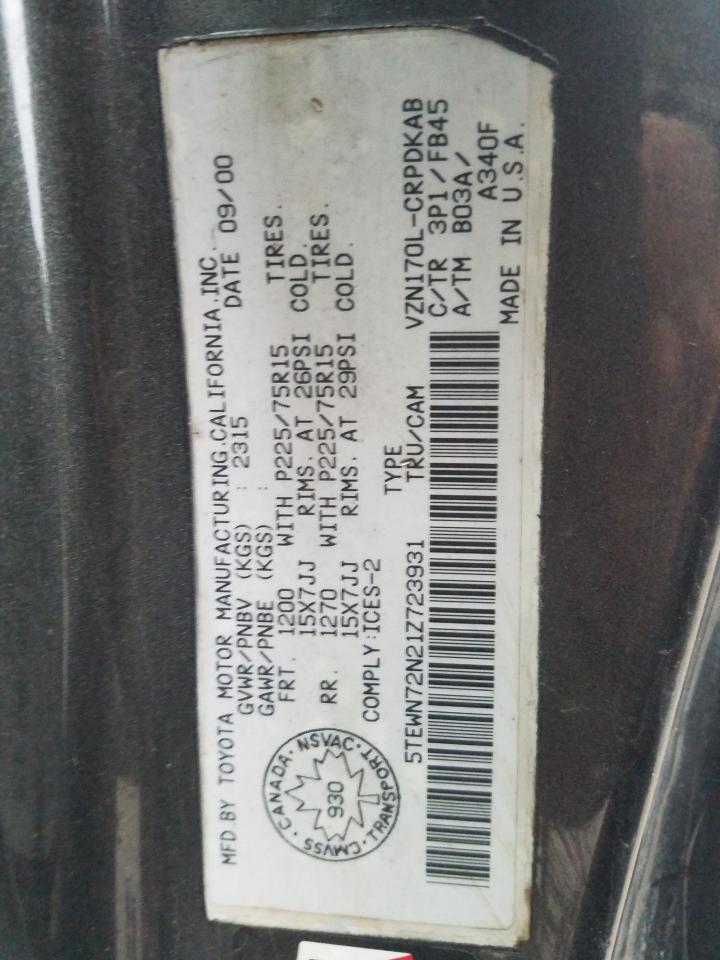 MFD.BY TOYOTA MOTOR MANUFACTURING.CALIFORNIA.INC.
GVWR/PNBV (KGS) : 2315 DATE 09/00
GAWR/PNBE (KGS) :
FRT. 1200 WITH P225/75R15 TIRES.
15X7JJ RIMS. AT 26PSI COLD.
RR. 1270 WITH P225/75R15 TIRES.
15X7JJ RIMS. AT 29PSI COLD.
COMPLY:ICES-2
TYPE
5TEWN72N21Z723931 TRU/CAM
VZN170L-CRPDKAB
C/TR 3P1/FB45
A/TM B03A/
A340F
MADE IN U.S.A.
CANADA · NSVAC · TRANSPORT · CMVSS
930